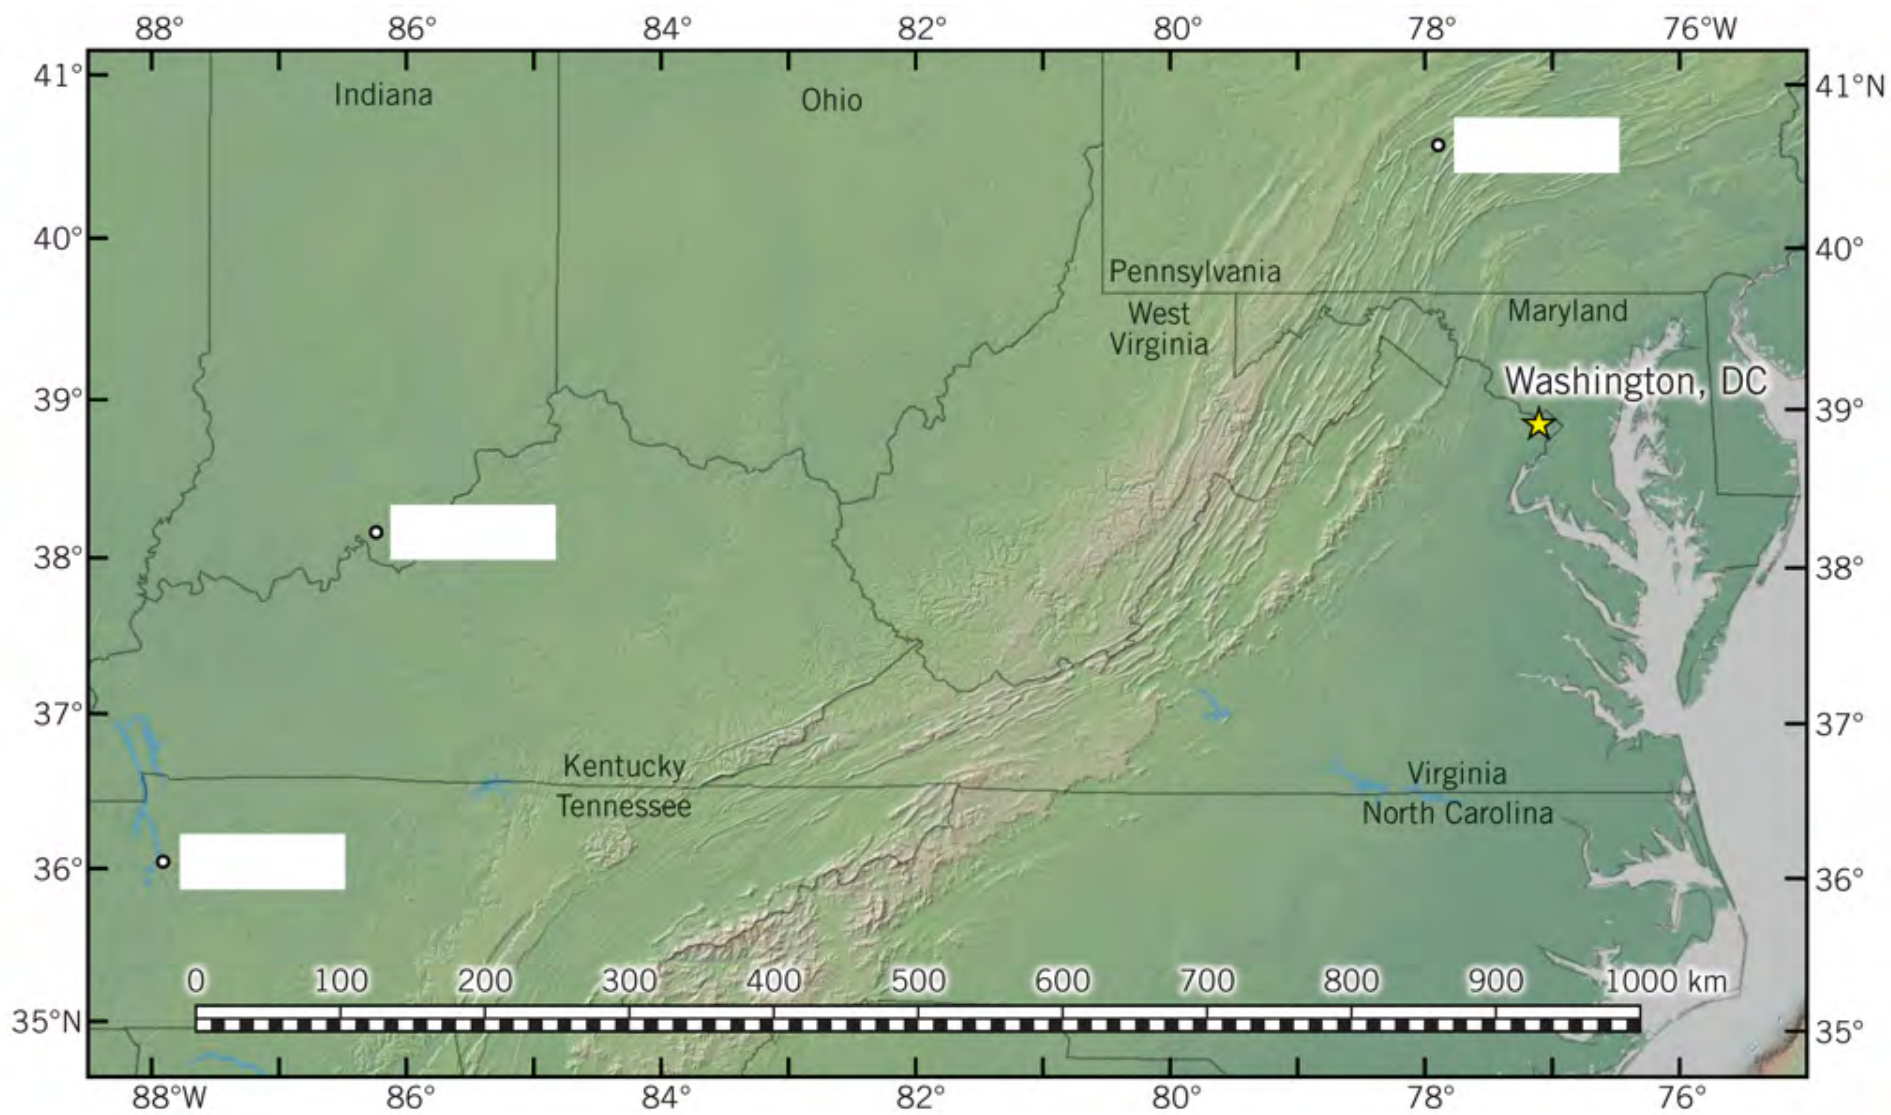 88° 86° 84° 82° 80° 78° 76°W
41° 41°N
Indiana Ohio
40° 40°
Pennsylvania
West
Virginia
Maryland
Washington, DC
39° 39°
38° 38°
37° 37°
Kentucky
Tennessee
Virginia
North Carolina
36° 36°
0 100 200 300 400 500 600 700 800 900 1000 km
35°N 35°
88°W 86° 84° 82° 80° 78° 76°